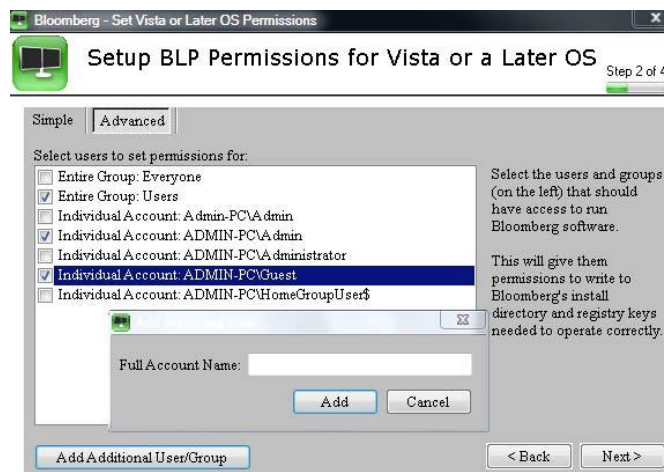 Bloomberg - Set Vista or Later OS Permissions
Setup BLP Permissions for Vista or a Later OS
Step 2 of 4
Simple
Advanced
Select users to set permissions for:
Entire Group: Everyone
Entire Group: Users
Individual Account: Admin-PC\Admin
Individual Account: ADMIN-PC\Admin
Individual Account: ADMIN-PC\Administrator
Individual Account: ADMIN-PC\Guest
Individual Account: ADMIN-PC\HomeGroupUser$
Select the users and groups
(on the left) that should
have access to run
Bloomberg software.
This will give them
permissions to write to
Bloomberg's install
directory and registry keys
needed to operate correctly.
Full Account Name:
Add
Cancel
Add Additional User/Group
< Back
Next >